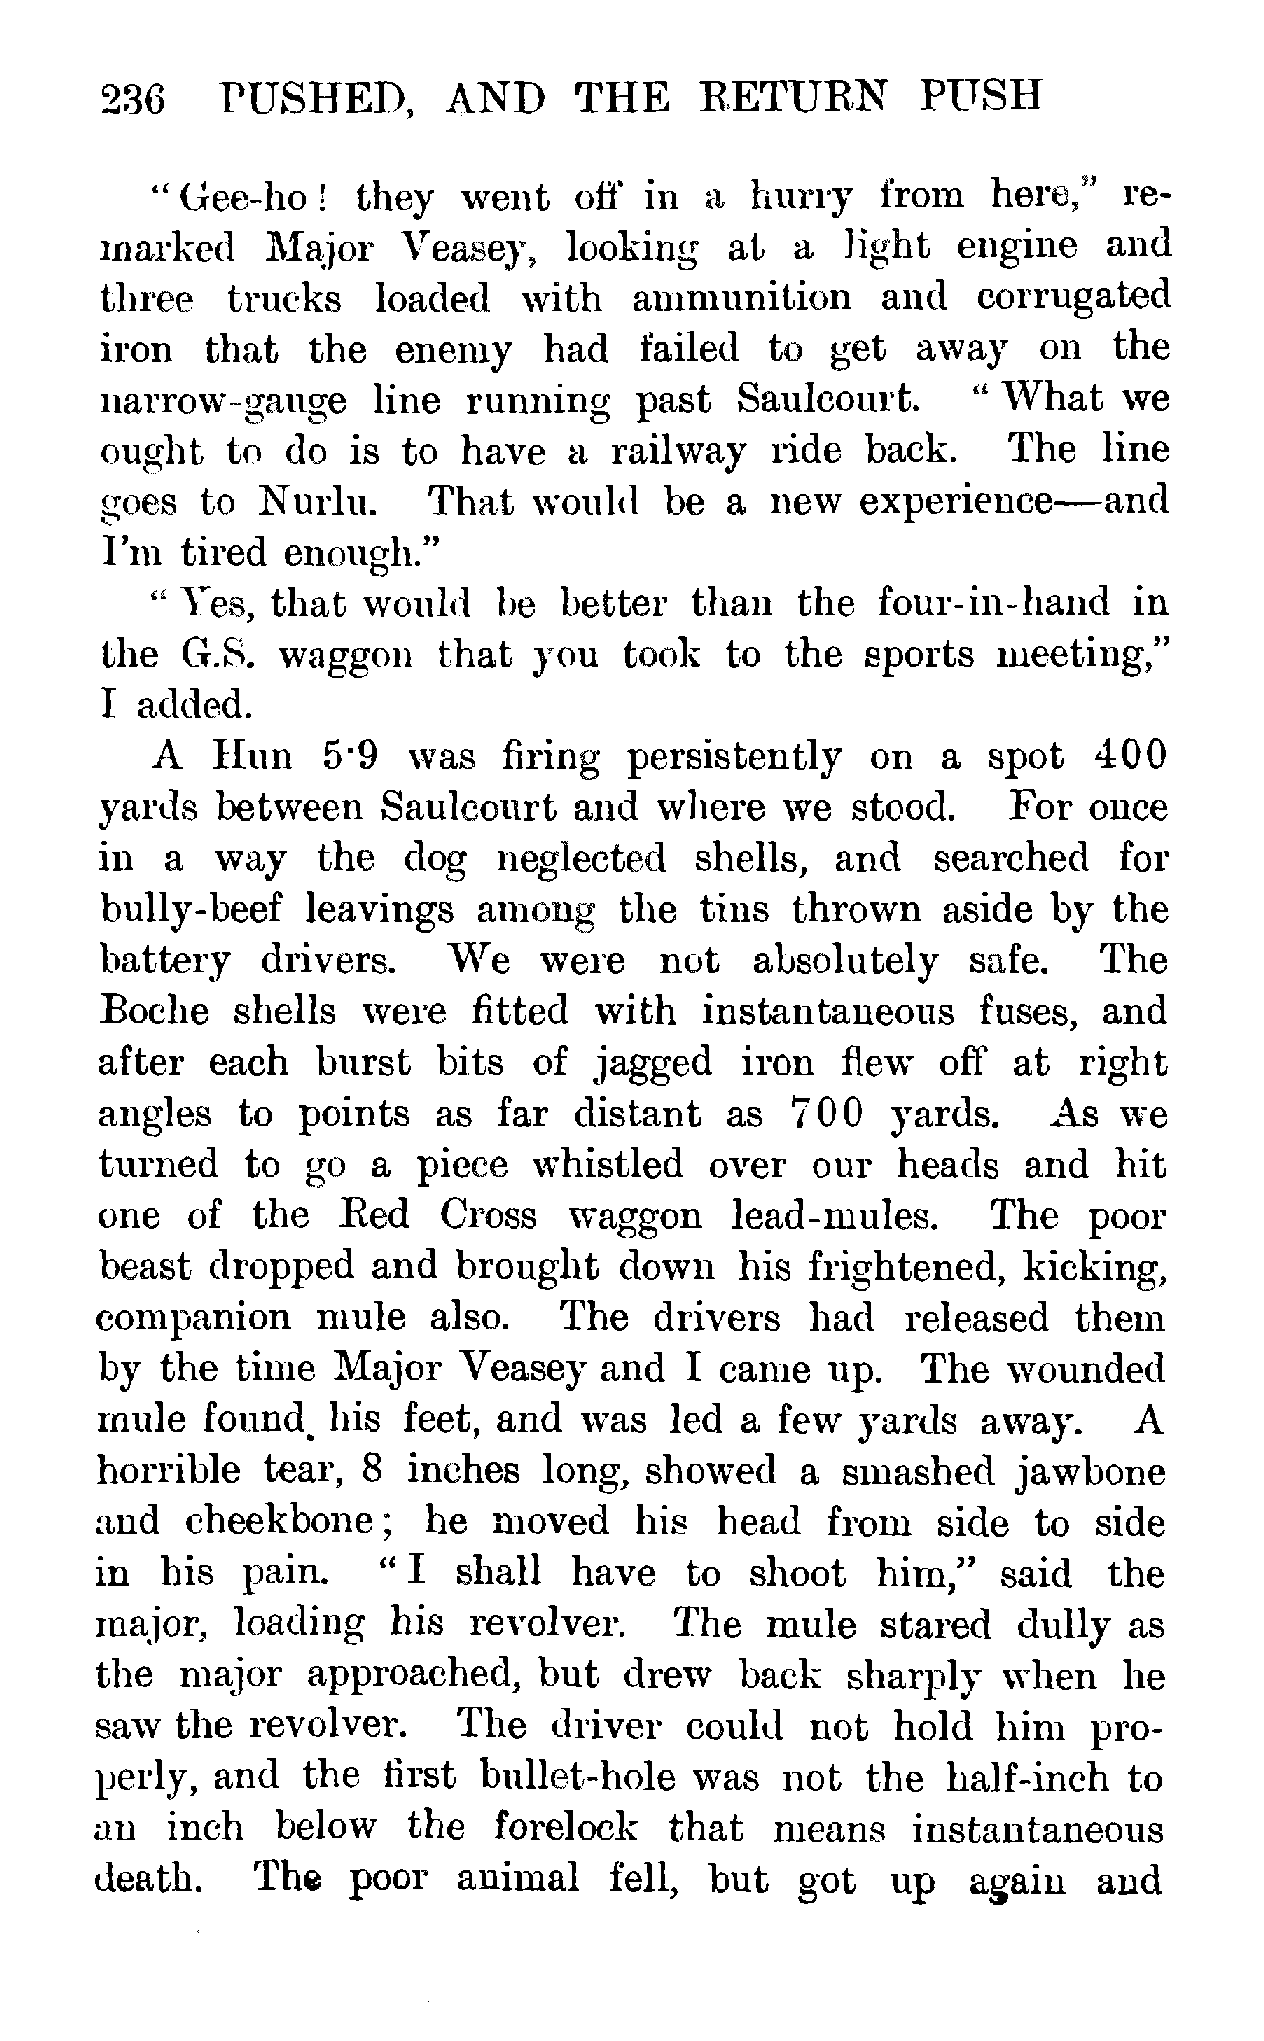 236 PUSHED, AND THE RETURN PUSH
"Gee-ho! they went off in a hurry from here," re-
marked Major Veasey, looking at a light engine and
three trucks loaded with ammunition and corrugated
iron that the enemy had failed to get away on the
narrow-gauge line running past Saulcourt. "What we
ought to do is to have a railway ride back. The line
goes to Nurlu. That would be a new experience—and
I'm tired enough."
"Yes, that would be better than the four-in-hand in
the G.S. waggon that you took to the sports meeting,"
I added.
A Hun 5·9 was firing persistently on a spot 400
yards between Saulcourt and where we stood. For once
in a way the dog neglected shells, and searched for
bully-beef leavings among the tins thrown aside by the
battery drivers. We were not absolutely safe. The
Boche shells were fitted with instantaneous fuses, and
after each burst bits of jagged iron flew off at right
angles to points as far distant as 700 yards. As we
turned to go a piece whistled over our heads and hit
one of the Red Cross waggon lead-mules. The poor
beast dropped and brought down his frightened, kicking,
companion mule also. The drivers had released them
by the time Major Veasey and I came up. The wounded
mule found his feet, and was led a few yards away. A
horrible tear, 8 inches long, showed a smashed jawbone
and cheekbone; he moved his head from side to side
in his pain. "I shall have to shoot him," said the
major, loading his revolver. The mule stared dully as
the major approached, but drew back sharply when he
saw the revolver. The driver could not hold him pro-
perly, and the first bullet-hole was not the half-inch to
an inch below the forelock that means instantaneous
death. The poor animal fell, but got up again and